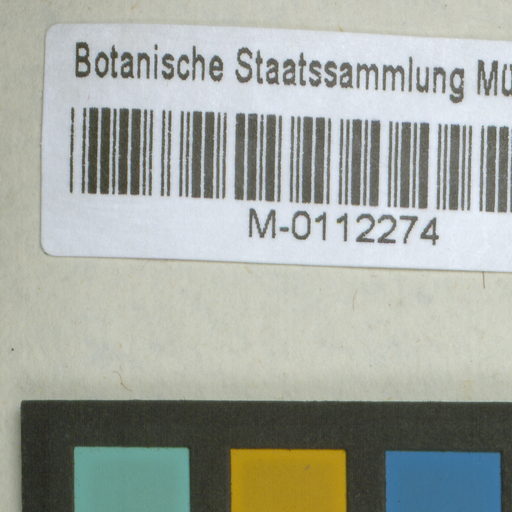 Botanische Staatssammlung Mü
M-0112274